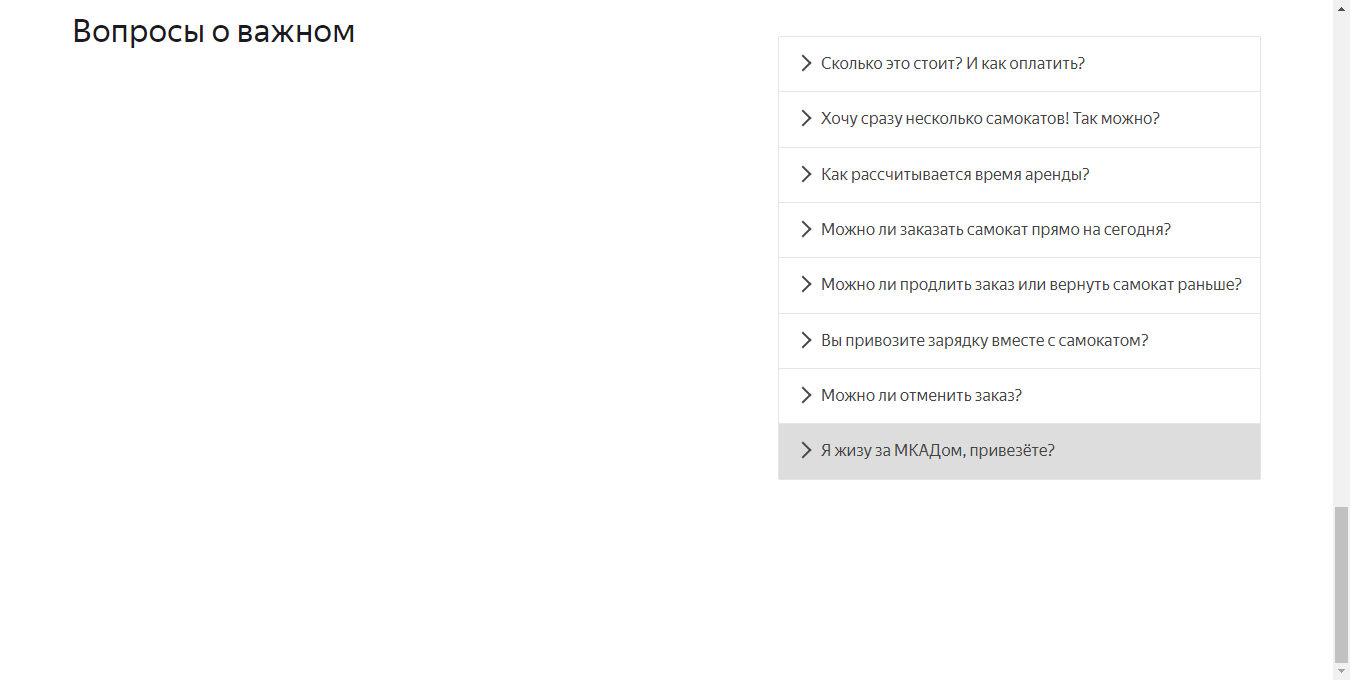 Вопросы о важном
Сколько это стоит? И как оплатить?
Хочу сразу несколько самокатов! Так можно?
Как рассчитывается время аренды?
Можно ли заказать самокат прямо на сегодня?
Можно ли продлить заказ или вернуть самокат раньше?
Вы привозите зарядку вместе с самокатом?
Можно ли отменить заказ?
Я жизу за МКАДом, привезёте?